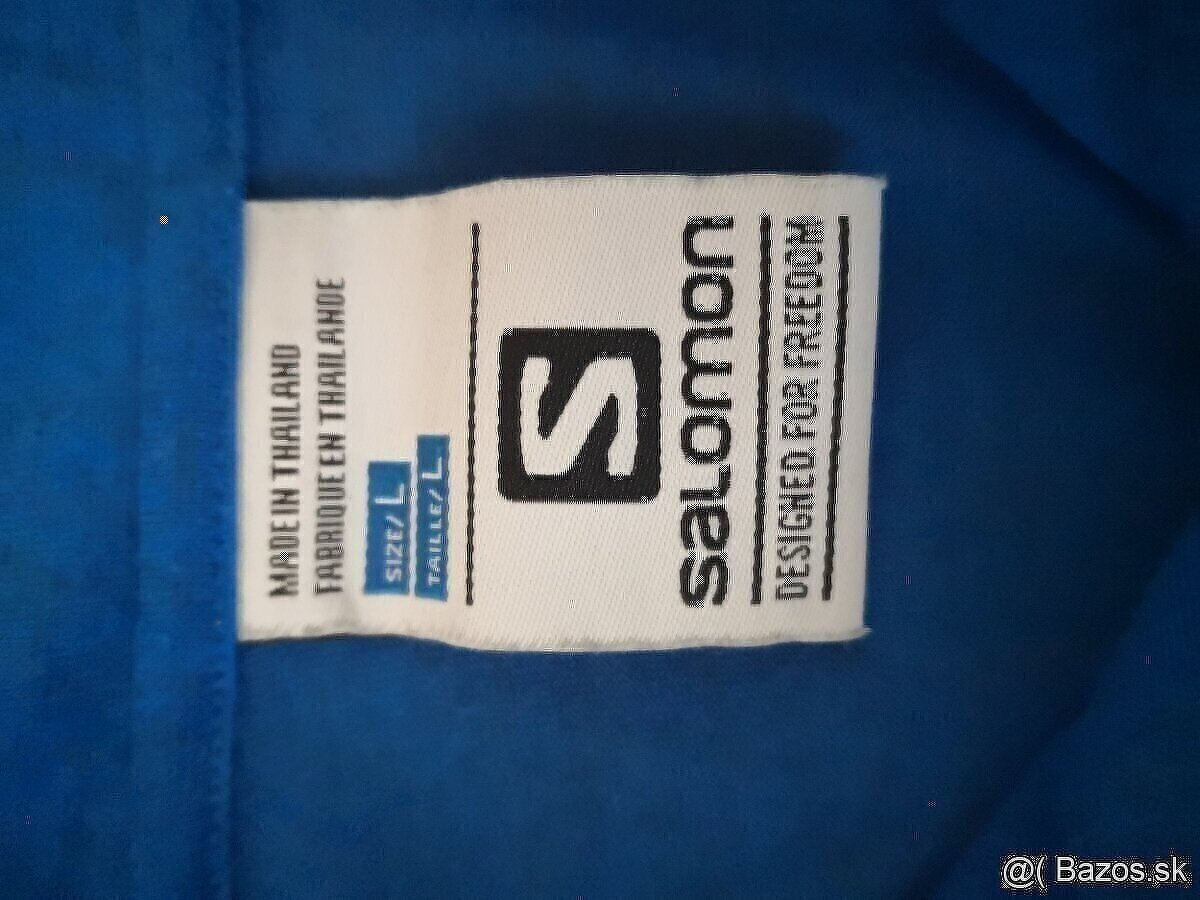 MADE IN THAILAND
FABRIQUE EN THAILANDE
SIZE/ L
TAILLE/ L
S
SALOMON
DESIGNED FOR FREEDOM
@( Bazos.sk